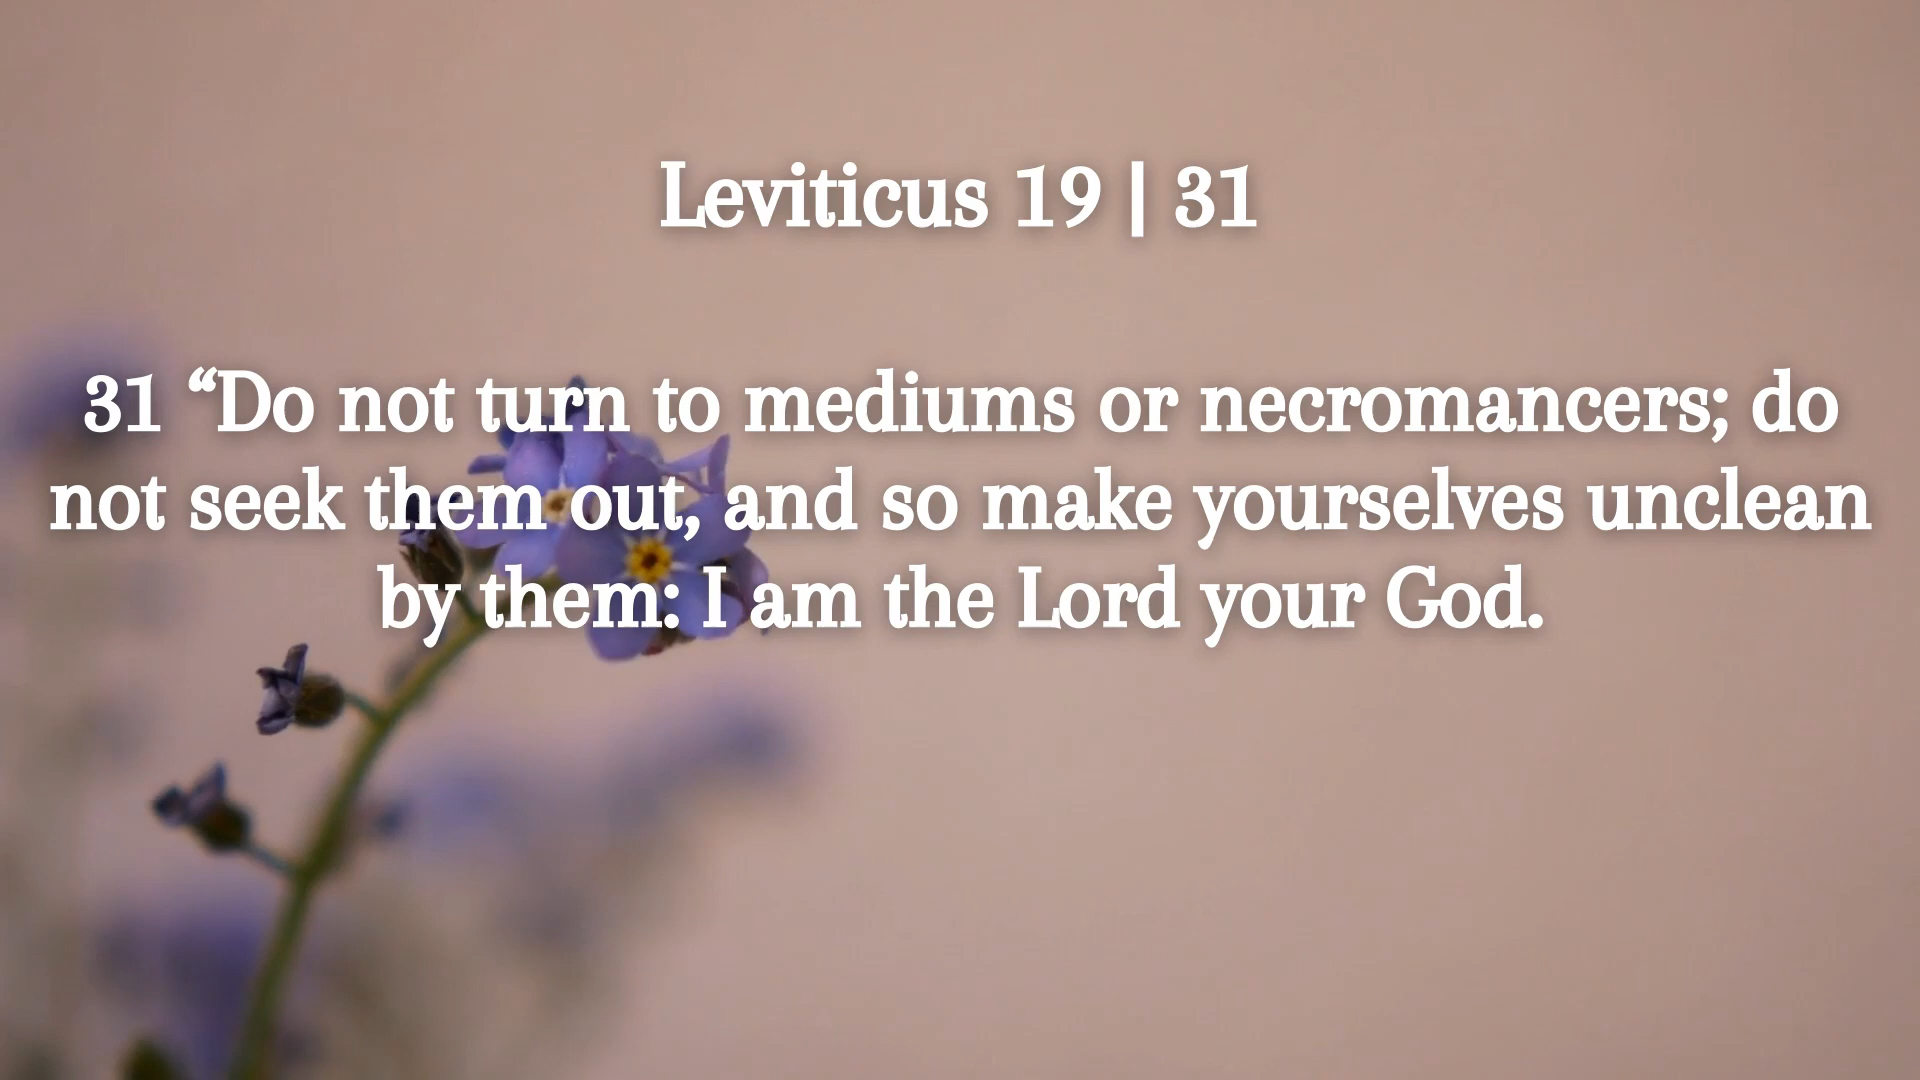 Leviticus 19 | 31
31 “Do not turn to mediums or necromancers; do
not seek them out, and so make yourselves unclean
by them: I am the Lord your God.